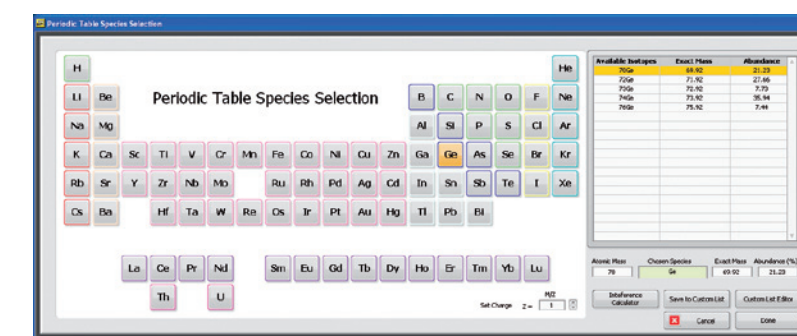 Periodic Table Species Selection
H He
Li Be Periodic Table Species Selection B C N O F Ne
Na Mg Al Si P S Cl Ar
K Ca Sc Ti V Cr Mn Fe Co Ni Cu Zn Ga Ge As Se Br Kr
Rb Sr Y Zr Nb Mo Ru Rh Pd Ag Cd In Sn Sb Te I Xe
Cs Ba Hf Ta W Re Os Ir Pt Au Hg Tl Pb Bi
La Ce Pr Nd Sm Eu Gd Tb Dy Ho Er Tm Yb Lu
Th U
M/Z
Set Charge z = 1
Available Isotopes Exact Mass Abundance
70Ge 69.92 21.23
72Ge 71.92 27.66
73Ge 72.92 7.73
74Ge 73.92 35.94
76Ge 75.92 7.44
Atomic Mass Chosen Species Exact Mass Abundance (%)
70 Ge 69.92 21.23
Interference Calculator Save to Custom List Custom List Editor
Cancel Done